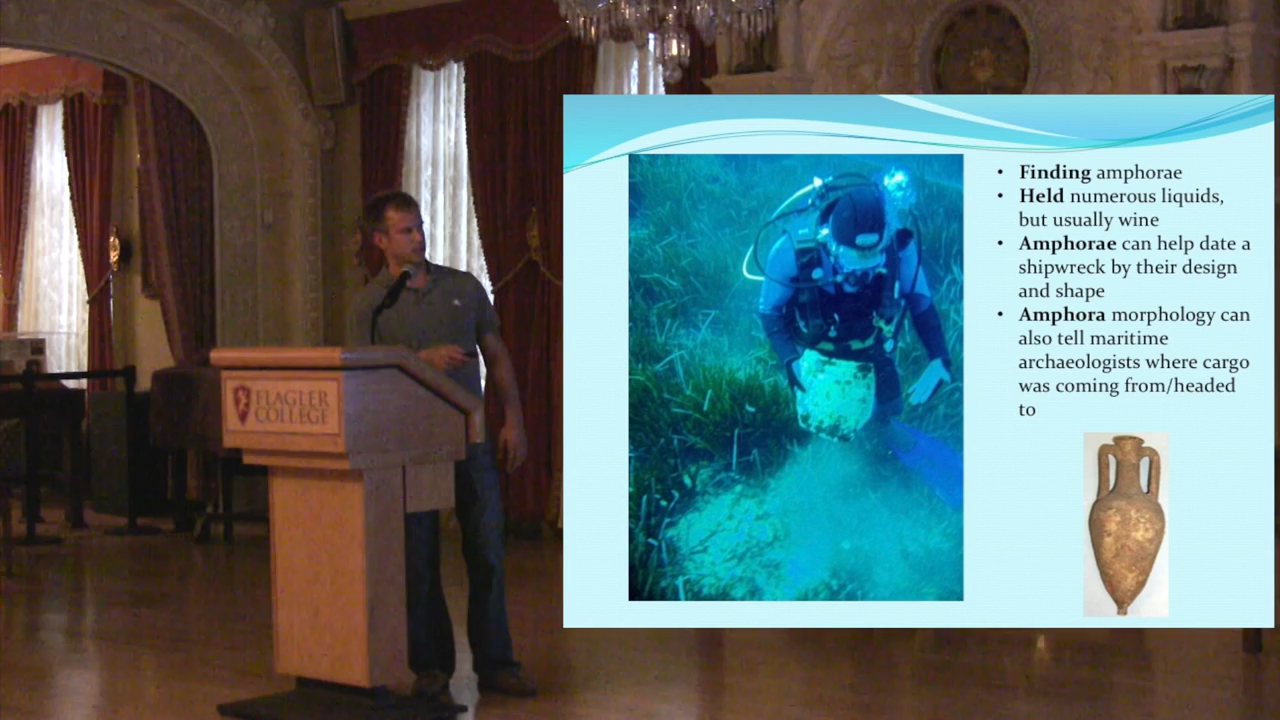 FLAGLER
COLLEGE
• Finding amphorae
• Held numerous liquids,
but usually wine
• Amphorae can help date a
shipwreck by their design
and shape
• Amphora morphology can
also tell maritime
archaeologists where cargo
was coming from/headed
to